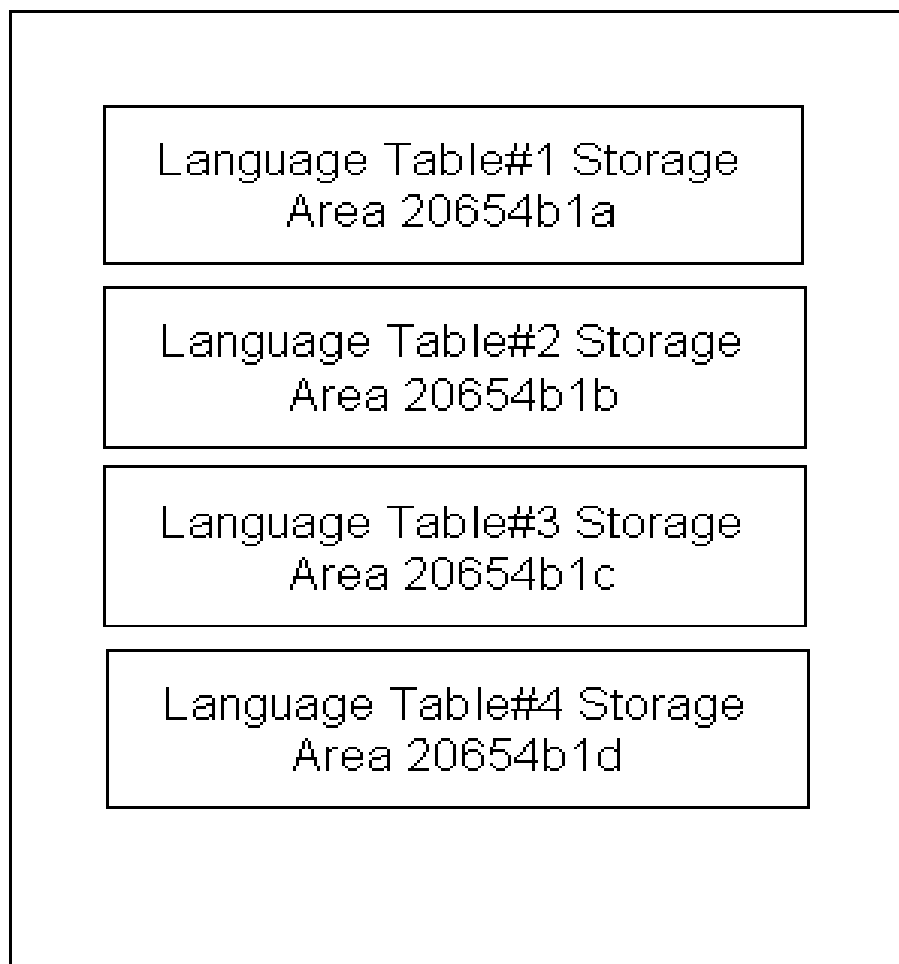 Language Table#1 Storage
Area 20654b1a
Language Table#2 Storage
Area 20654b1b
Language Table#3 Storage
Area 20654b1c
Language Table#4 Storage
Area 20654b1d